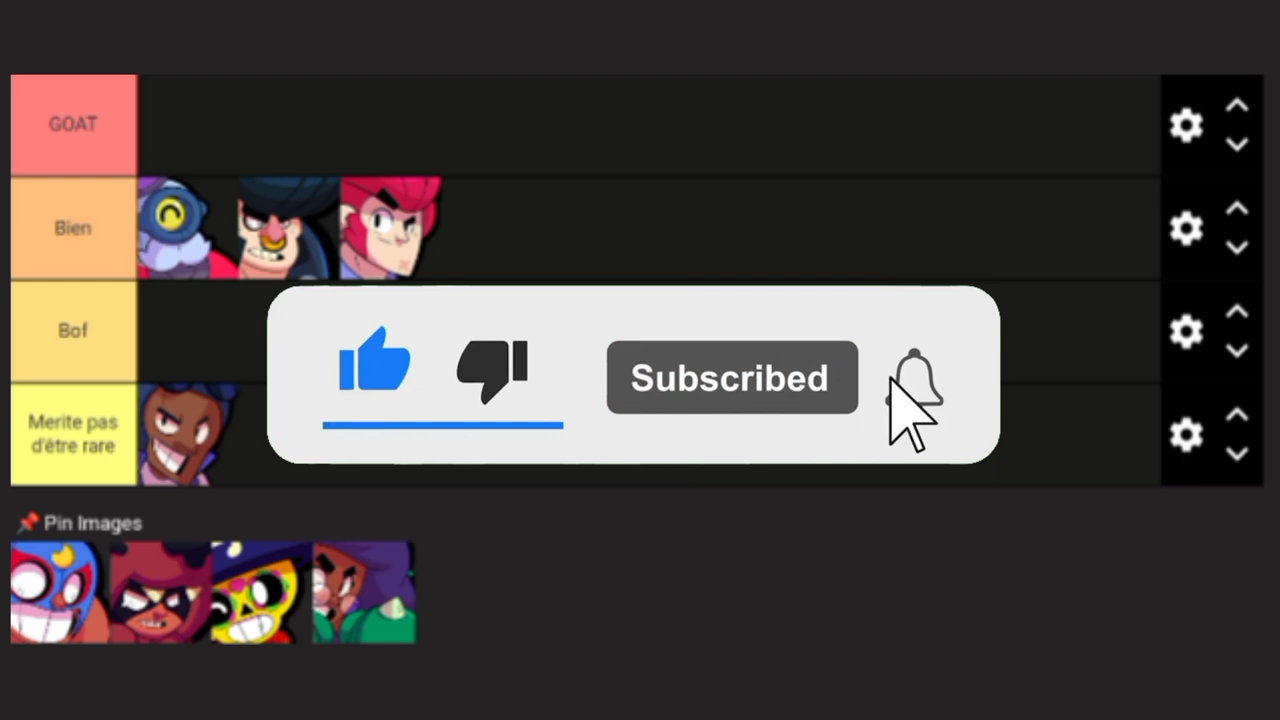 GOAT
Bien
Bof
Merite pas
d'être rare
Subscribed
Pin Images